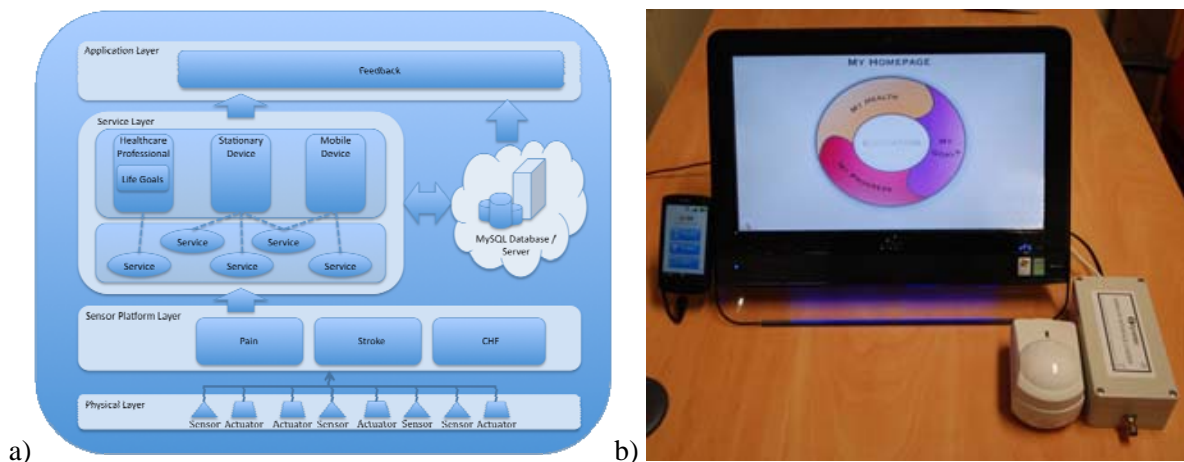 Application Layer
Feedback
Service Layer
Healthcare
Professional
Life Goals
Stationary
Device
Mobile
Device
Service
Service
Service
Service
Service
MySQL Database /
Server
Sensor Platform Layer
Pain
Stroke
CHF
Physical Layer
Sensor Actuator Actuator Sensor Actuator Sensor Sensor Actuator
a)
MY HOMEPAGE
MY HEALTH
MY
MY PROGRESS
b)